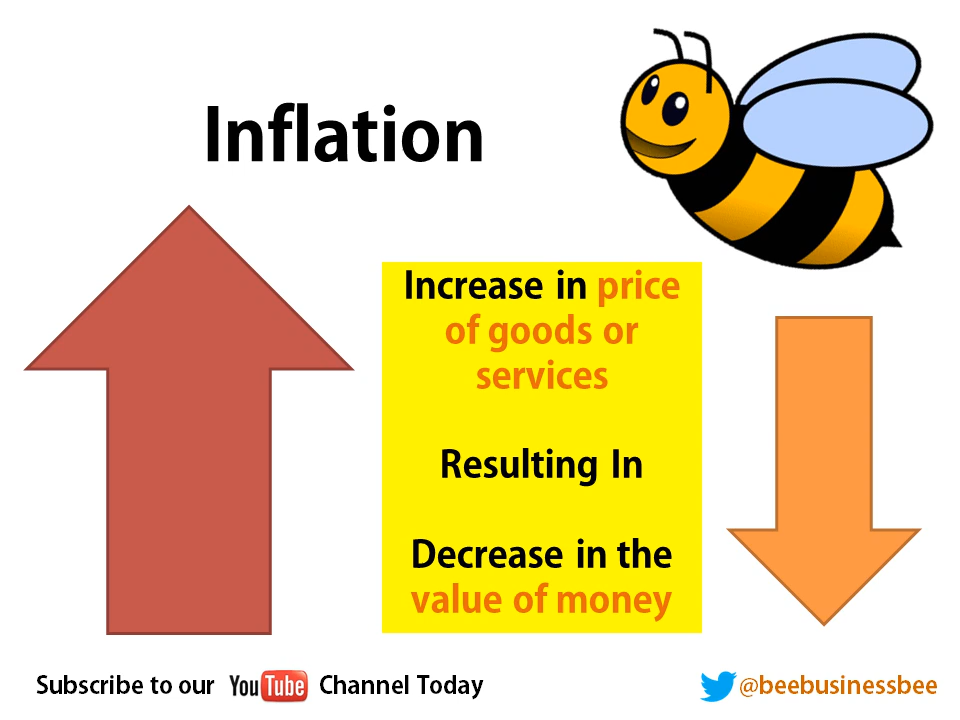 Inflation
Increase in price
of goods or
services
Resulting In
Decrease in the
value of money
Subscribe to our YouTube Channel Today
@beebusinessbee